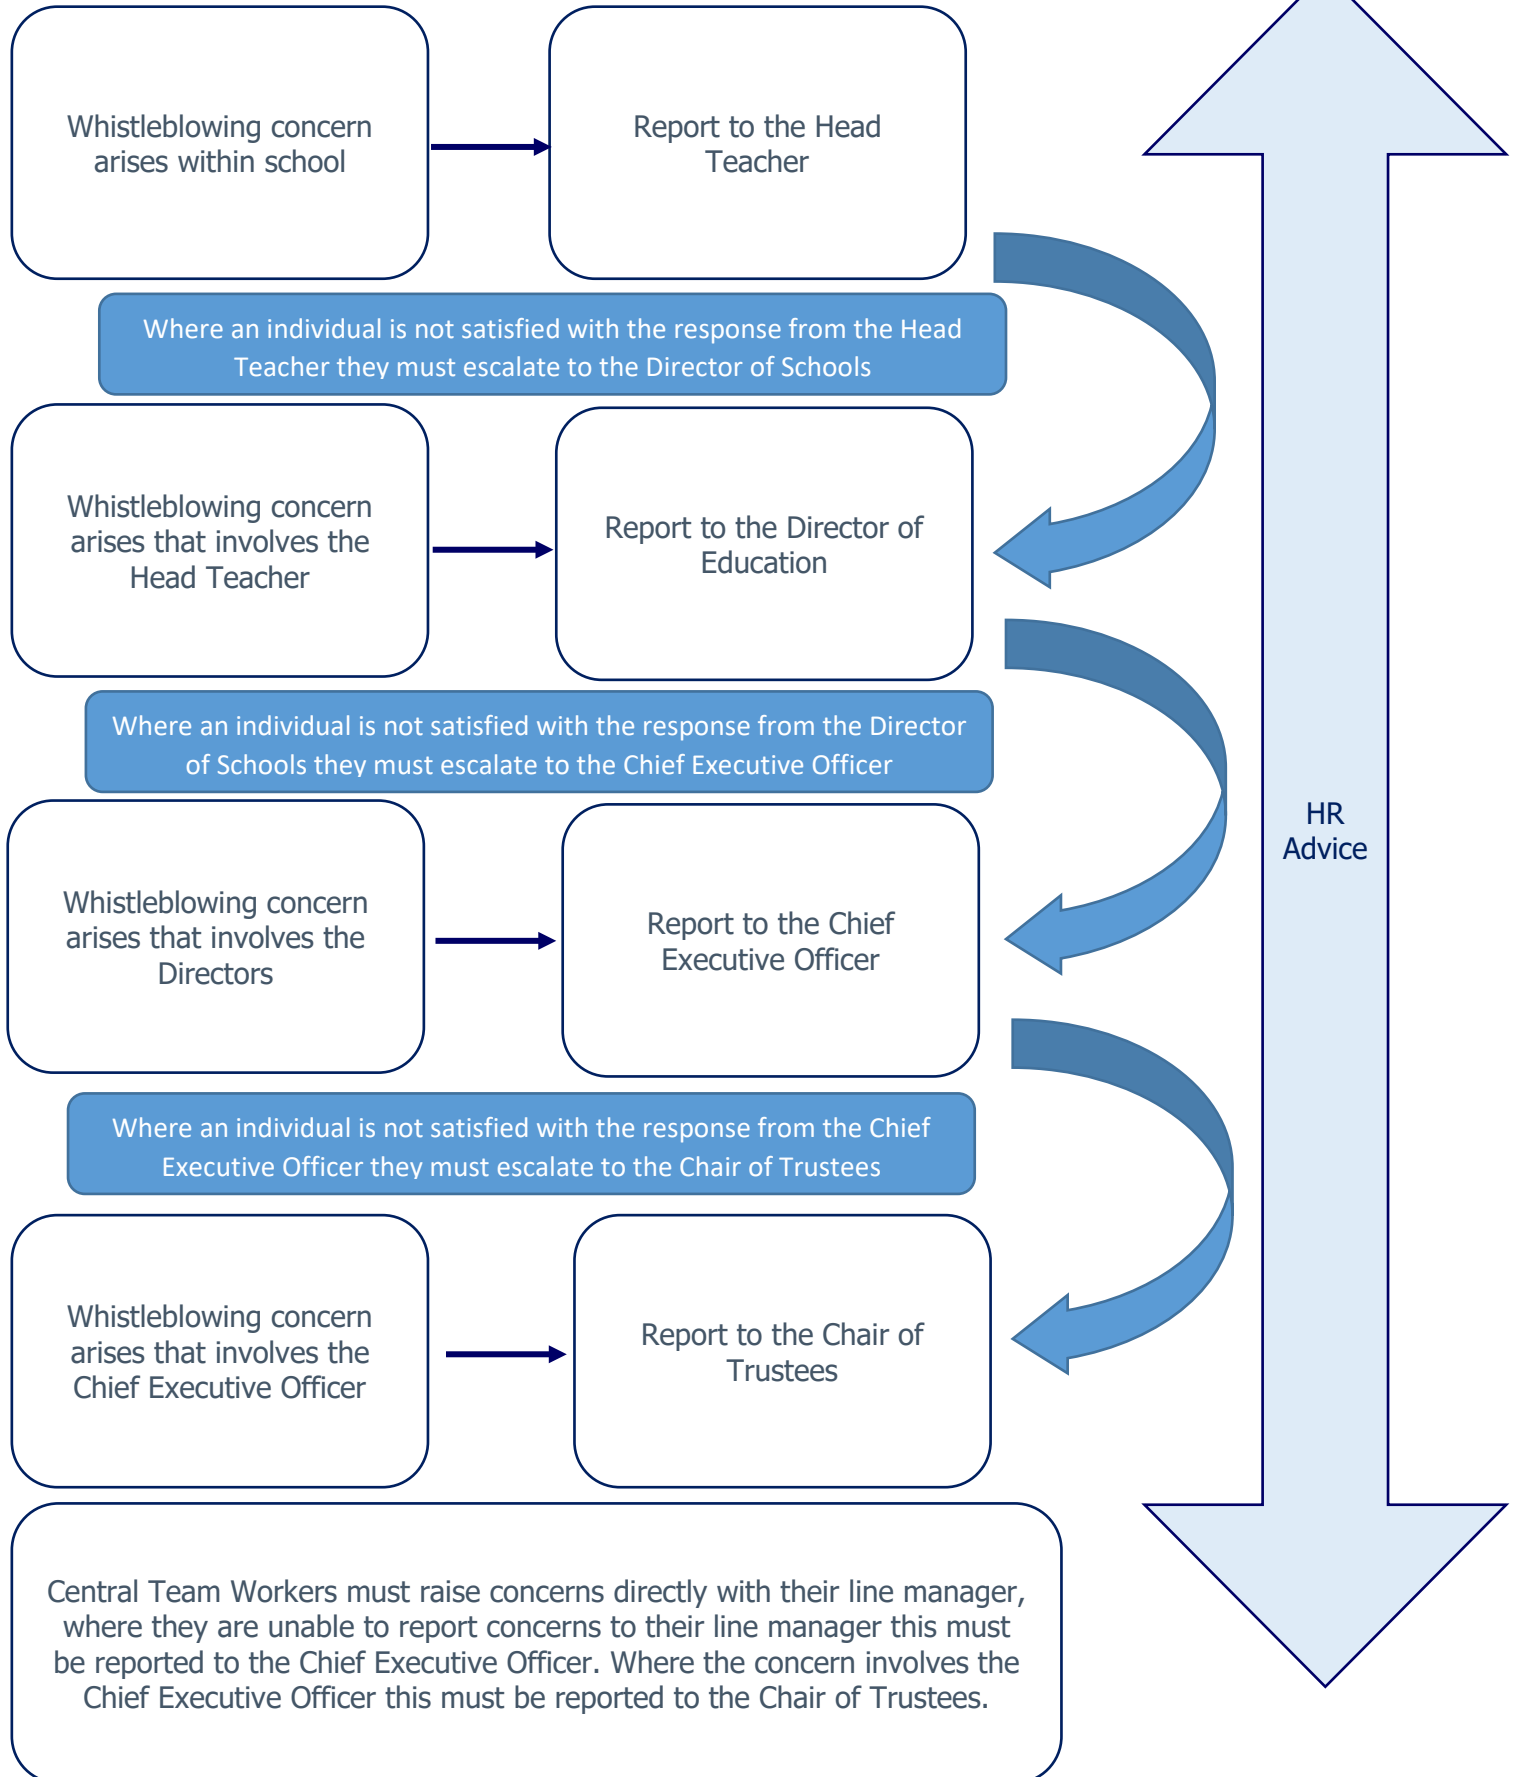 Whistleblowing concern
arises within school
Report to the Head
Teacher
Where an individual is not satisfied with the response from the Head
Teacher they must escalate to the Director of Schools
Whistleblowing concern
arises that involves the
Head Teacher
Report to the Director of
Education
Where an individual is not satisfied with the response from the Director
of Schools they must escalate to the Chief Executive Officer
HR
Advice
Whistleblowing concern
arises that involves the
Directors
Report to the Chief
Executive Officer
Where an individual is not satisfied with the response from the Chief
Executive Officer they must escalate to the Chair of Trustees
Whistleblowing concern
arises that involves the
Chief Executive Officer
Report to the Chair of
Trustees
Central Team Workers must raise concerns directly with their line manager,
where they are unable to report concerns to their line manager this must
be reported to the Chief Executive Officer. Where the concern involves the
Chief Executive Officer this must be reported to the Chair of Trustees.